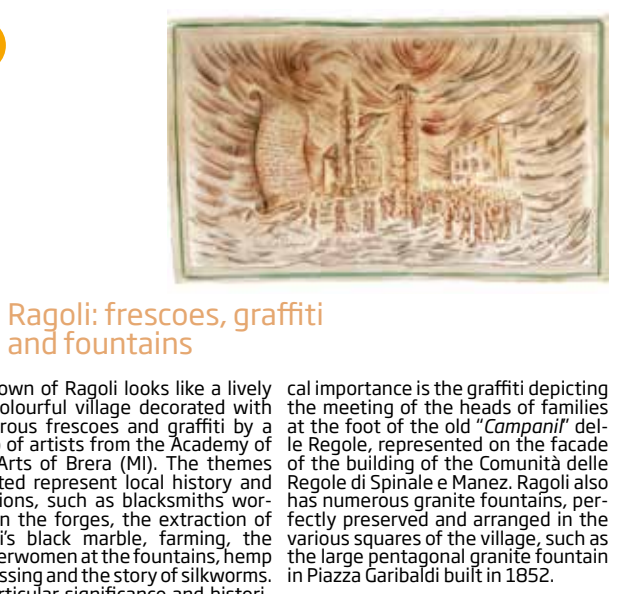 Ragoli: frescoes, graffiti
and fountains
own of Ragoli looks like a lively
olourful village decorated with
rous frescoes and graffiti by a
of artists from the Academy of
Arts of Brera (MI). The themes
ted represent local history and
ions, such as blacksmiths wor-
n the forges, the extraction of
i's black marble, farming, the
erwomen at the fountains, hemp
ssing and the story of silkworms.
rticular significance and histori-
cal importance is the graffiti depicting
the meeting of the heads of families
at the foot of the old “Campanil” del-
le Regole, represented on the facade
of the building of the Comunità delle
Regole di Spinale e Manez. Ragoli also
has numerous granite fountains, per-
fectly preserved and arranged in the
various squares of the village, such as
the large pentagonal granite fountain
in Piazza Garibaldi built in 1852.